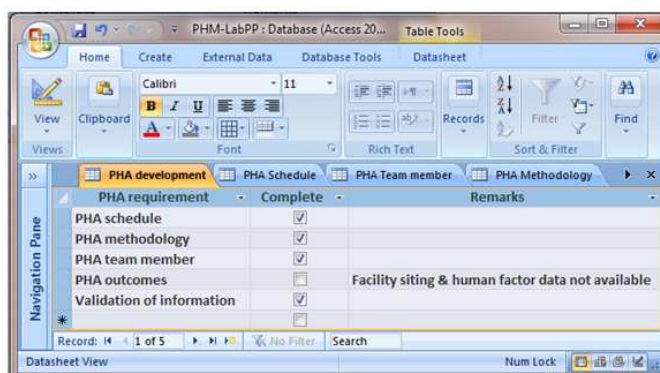 PHM-LabPP : Database (Access 20... Table Tools
Home Create External Data Database Tools Datasheet
Calibri 11
B I U
View Clipboard Records Filter Find
Views Font Rich Text Sort & Filter
PHA development PHA Schedule PHA Team member PHA Methodology
PHA requirement Complete Remarks
PHA schedule
PHA methodology
PHA team member
PHA outcomes Facility siting & human factor data not available
Validation of information
Navigation Pane
Record: 1 of 5 No Filter Search
Datasheet View Num Lock